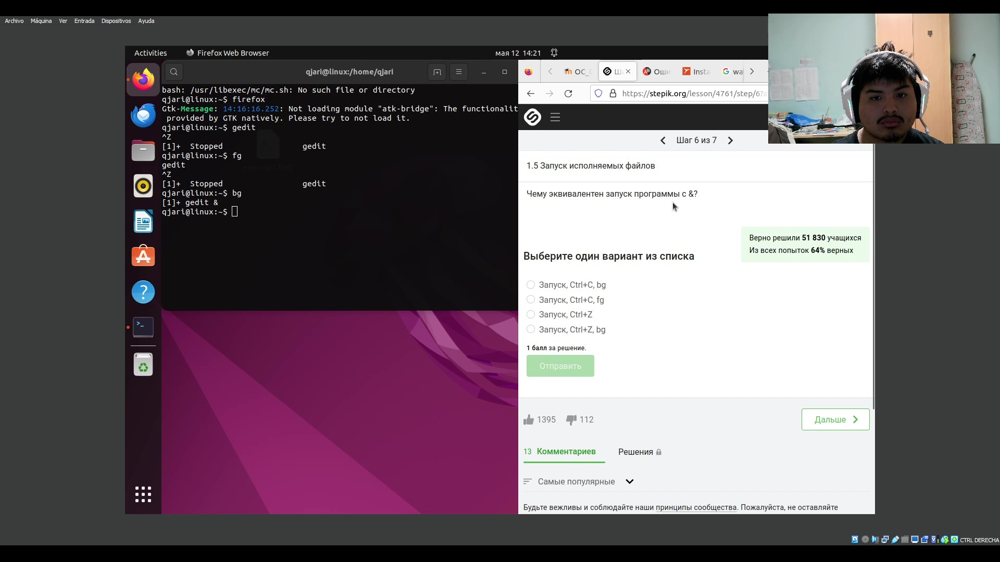 Archivo Máquina Ver Entrada Dispositivos Ayuda
Activities Firefox Web Browser мая 12 14:21
qjari@linux:/home/qjari
bash: /usr/libexec/mc/mc.sh: No such file or directory
qjari@linux:~$ firefox
Gtk-Message: 14:16:16.252: Not loading module "atk-bridge": The functionalit
provided by GTK natively. Please try to not load it.
qjari@linux:~$ gedit
^Z
[1]+ Stopped gedit
qjari@linux:~$ fg
gedit
^Z
[1]+ Stopped gedit
qjari@linux:~$ bg
[1]+ gedit &
qjari@linux:~$
ОС_ Ша Оши Insta wa
https://stepik.org/lesson/4761/step/6?
Шаг 6 из 7
1.5 Запуск исполняемых файлов
Чему эквивалентен запуск программы с &?
Верно решили 51 830 учащихся
Из всех попыток 64% верных
Выберите один вариант из списка
Запуск, Ctrl+C, bg
Запуск, Ctrl+C, fg
Запуск, Ctrl+Z
Запуск, Ctrl+Z, bg
1 балл за решение.
Отправить
1395 112
Дальше
13 Комментариев Решения
Самые популярные
Будьте вежливы и соблюдайте наши принципы сообщества. Пожалуйста, не оставляйте
CTRL DERECHA